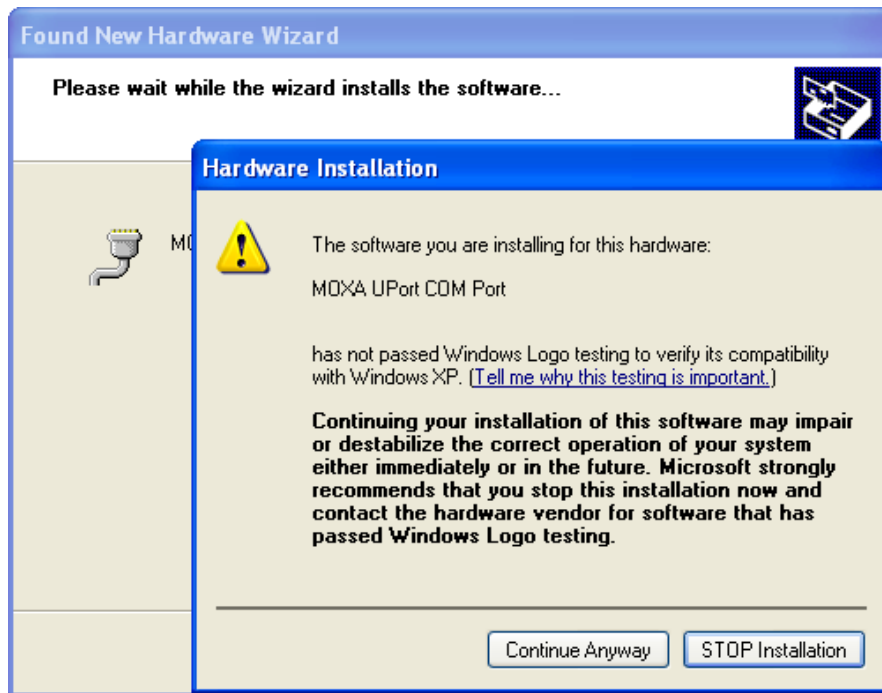 Found New Hardware Wizard
Please wait while the wizard installs the software...
Hardware Installation
MO
The software you are installing for this hardware:
MOXA UPort COM Port
has not passed Windows Logo testing to verify its compatibility
with Windows XP. (Tell me why this testing is important.)
Continuing your installation of this software may impair
or destabilize the correct operation of your system
either immediately or in the future. Microsoft strongly
recommends that you stop this installation now and
contact the hardware vendor for software that has
passed Windows Logo testing.
Continue Anyway
STOP Installation